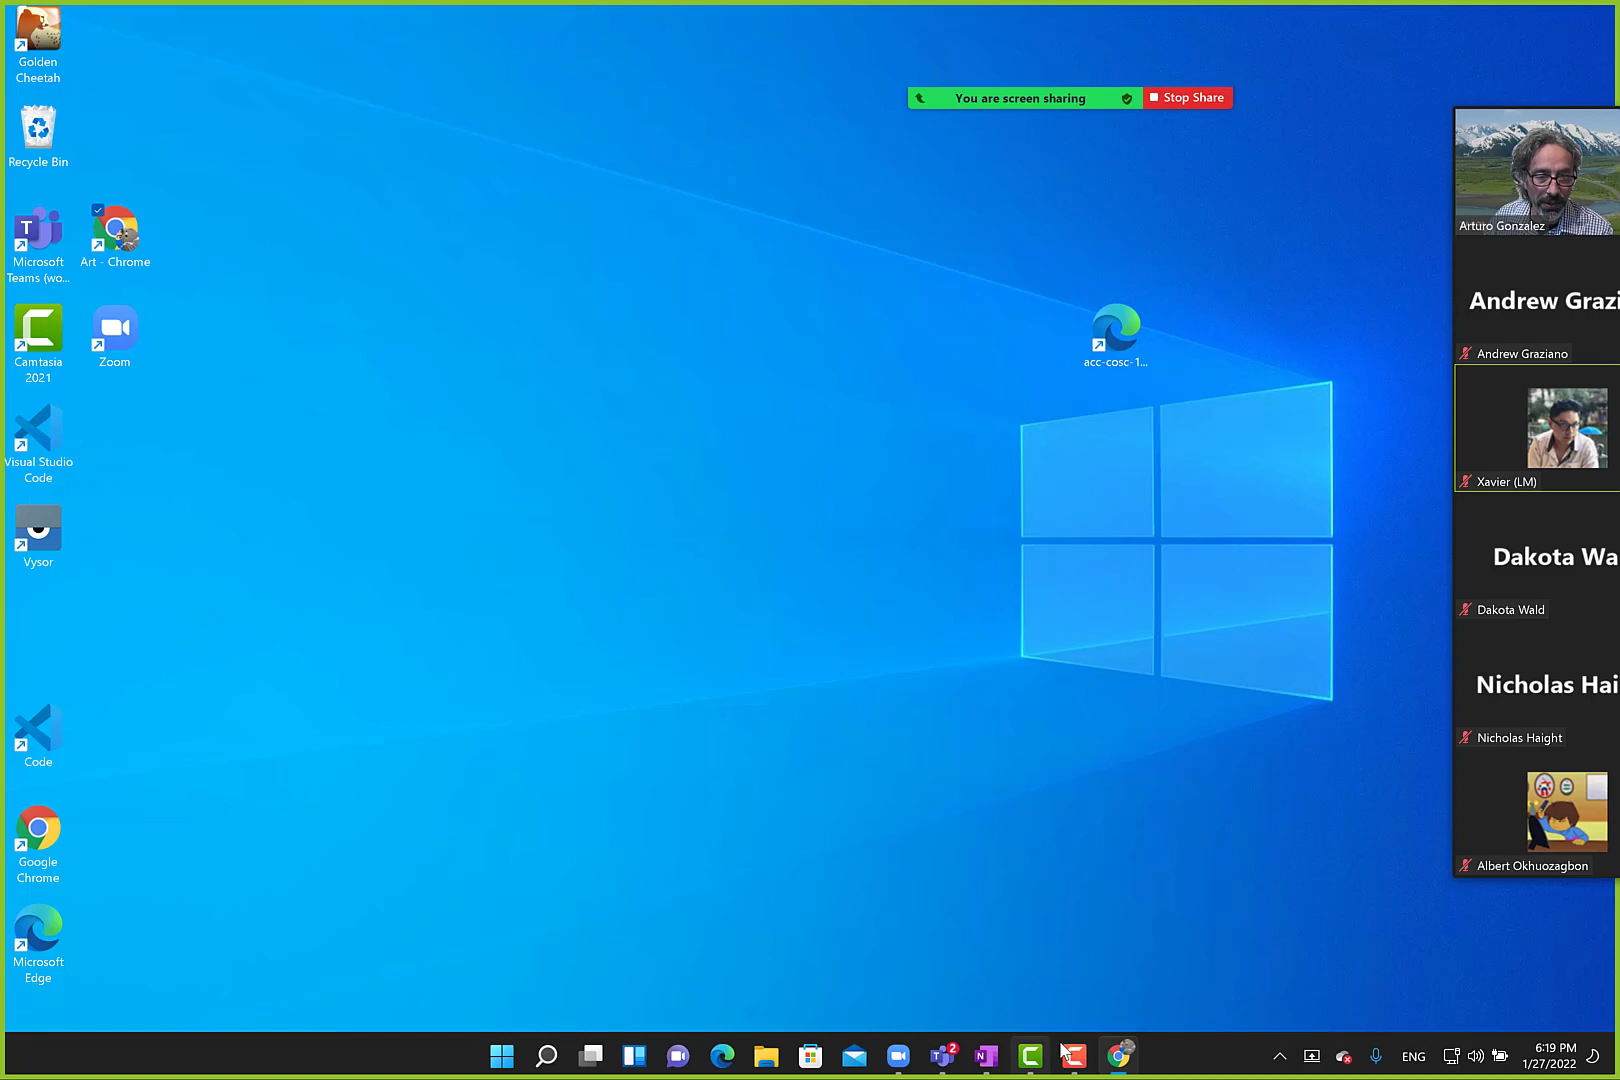 Golden
Cheetah
Recycle Bin
Microsoft
Teams (wo...
Art - Chrome
Camtasia
2021
Zoom
Visual Studio
Code
Vysor
Code
Google
Chrome
Microsoft
Edge
You are screen sharing
Stop Share
acc-cosc-1...
Arturo Gonzalez
Andrew Grazi
Andrew Graziano
Xavier (LM)
Dakota Wa
Dakota Wald
Nicholas Hai
Nicholas Haight
Albert Okhuozagbon
2
ENG
6:19 PM
1/27/2022